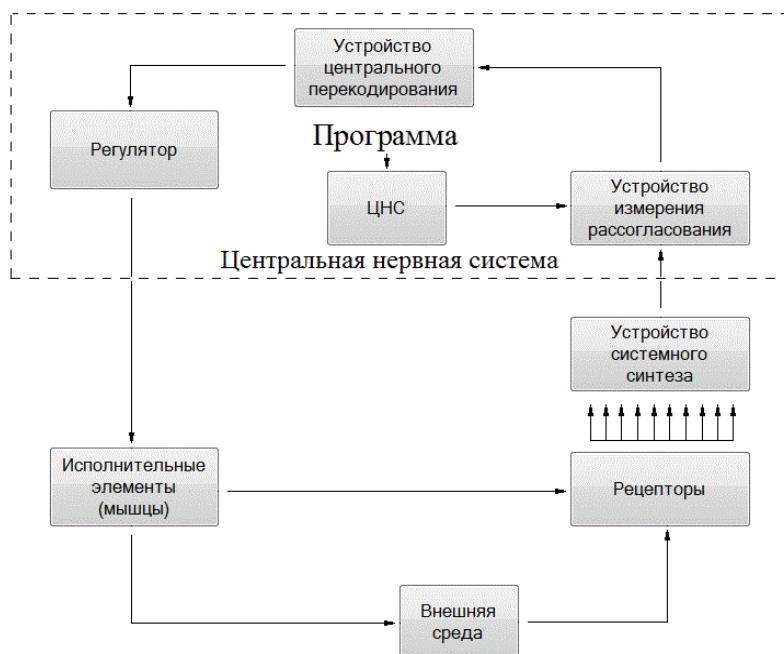 Устройство
центрального
перекодирования
Регулятор
Программа
ЦНС
Устройство
измерения
рассогласования
Центральная нервная система
Устройство
системного
синтеза
Исполнительные
элементы
(мышцы)
Рецепторы
Внешняя
среда